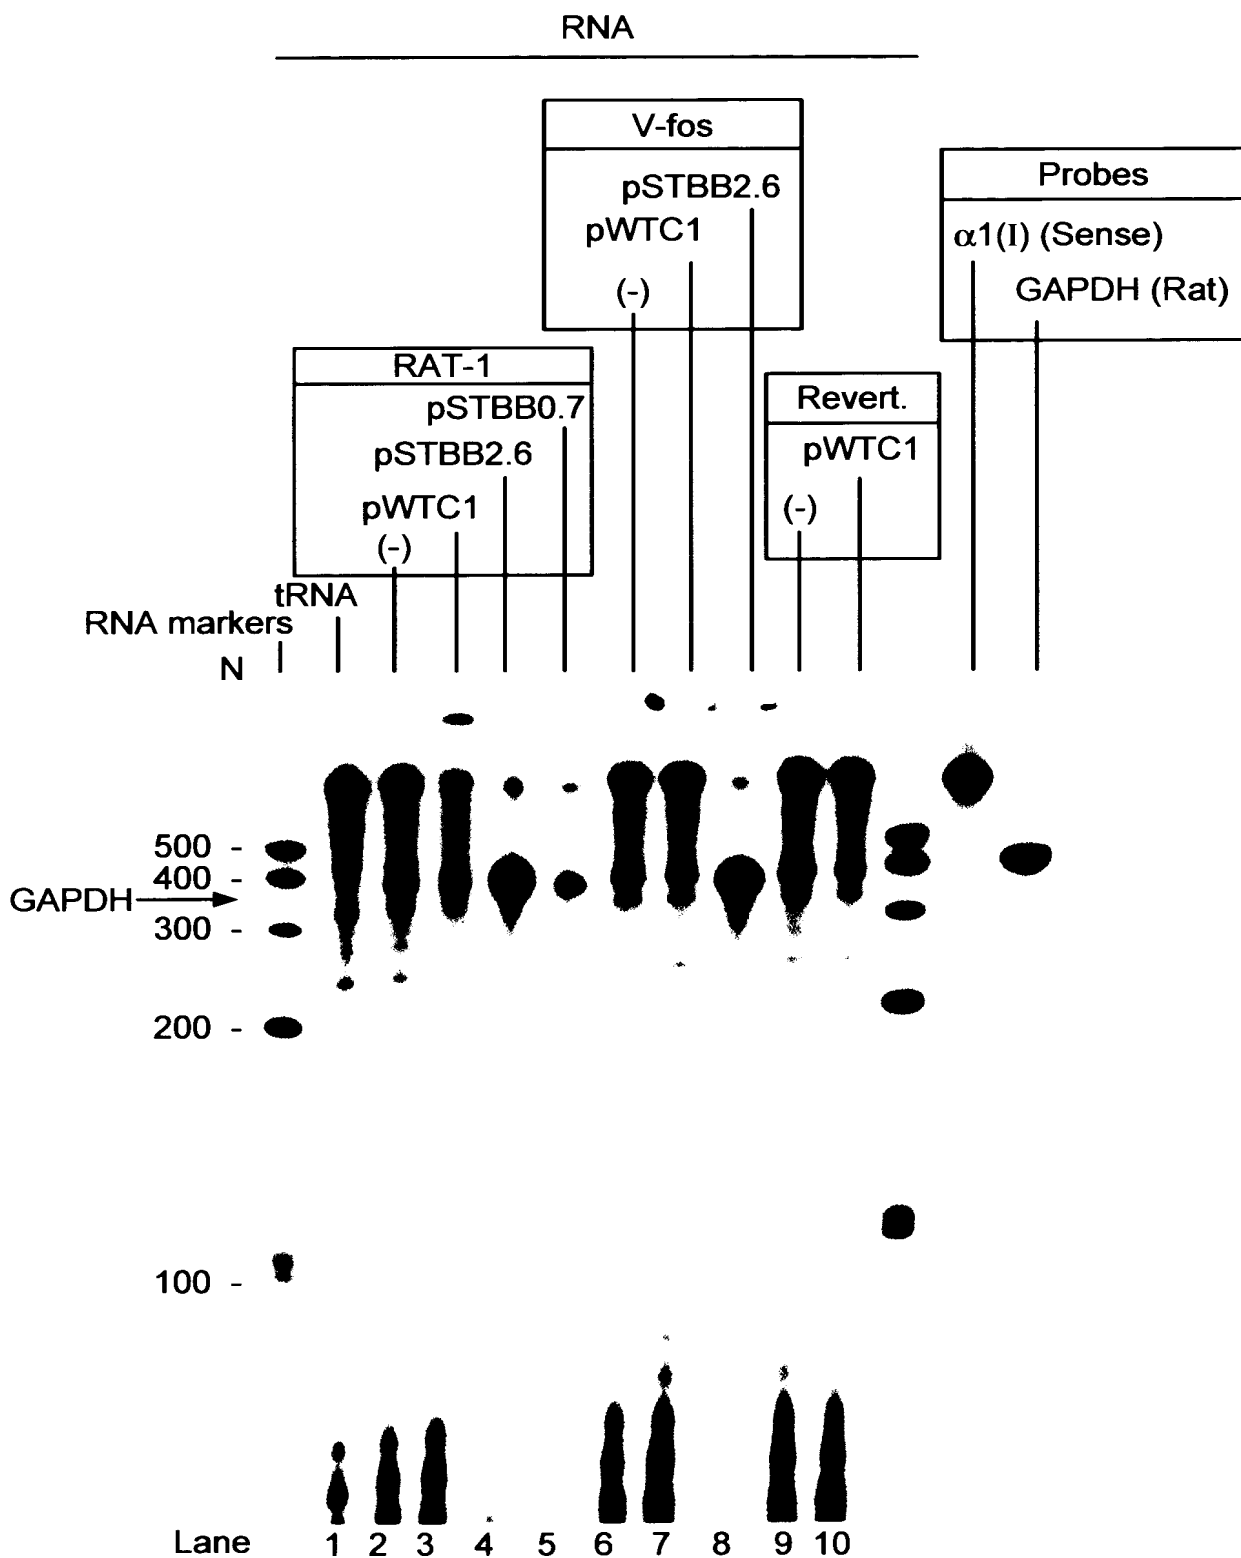 RNA
V-fos
pSTBB2.6
pWTC1
(-)
Probes
α1(I) (Sense)
GAPDH (Rat)
RAT-1
pSTBB0.7
pSTBB2.6
pWTC1
(-)
Revert.
pWTC1
(-)
tRNA
RNA markers
N
500 -
400 -
GAPDH
300 -
200 -
100 -
Lane 1 2 3 4 5 6 7 8 9 10